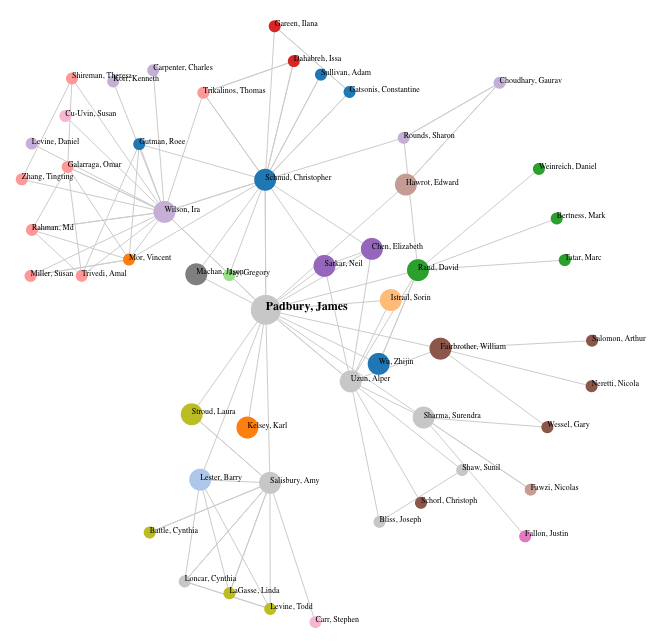 Gareen, Ilana
Dahabreh, Issa
Sullivan, Adam
Carpenter, Charles
Shireman, Theresa
Korr, Kenneth
Choudhary, Gaurav
Trikalinos, Thomas
Gatsonis, Constantine
Cu-Uvin, Susan
Rounds, Sharon
Levine, Daniel
Gutman, Roee
Galarraga, Omar
Weinreich, Daniel
Zhang, Tingting
Schmid, Christopher
Hawrot, Edward
Wilson, Ira
Bertness, Mark
Rahman, Md
Chen, Elizabeth
Mor, Vincent
Tatar, Marc
Sarkar, Neil
Rand, David
Miller, Susan
Trivedi, Amal
Machan, Jason
Gregory
Istrail, Sorin
Padbury, James
Salomon, Arthur
Fairbrother, William
Wu, Zhijin
Uzun, Alper
Neretti, Nicola
Stroud, Laura
Sharma, Surendra
Kelsey, Karl
Wessel, Gary
Shaw, Sunil
Lester, Barry
Salisbury, Amy
Fawzi, Nicolas
Schorl, Christoph
Bliss, Joseph
Battle, Cynthia
Fallon, Justin
Loncar, Cynthia
LaGasse, Linda
Levine, Todd
Carr, Stephen